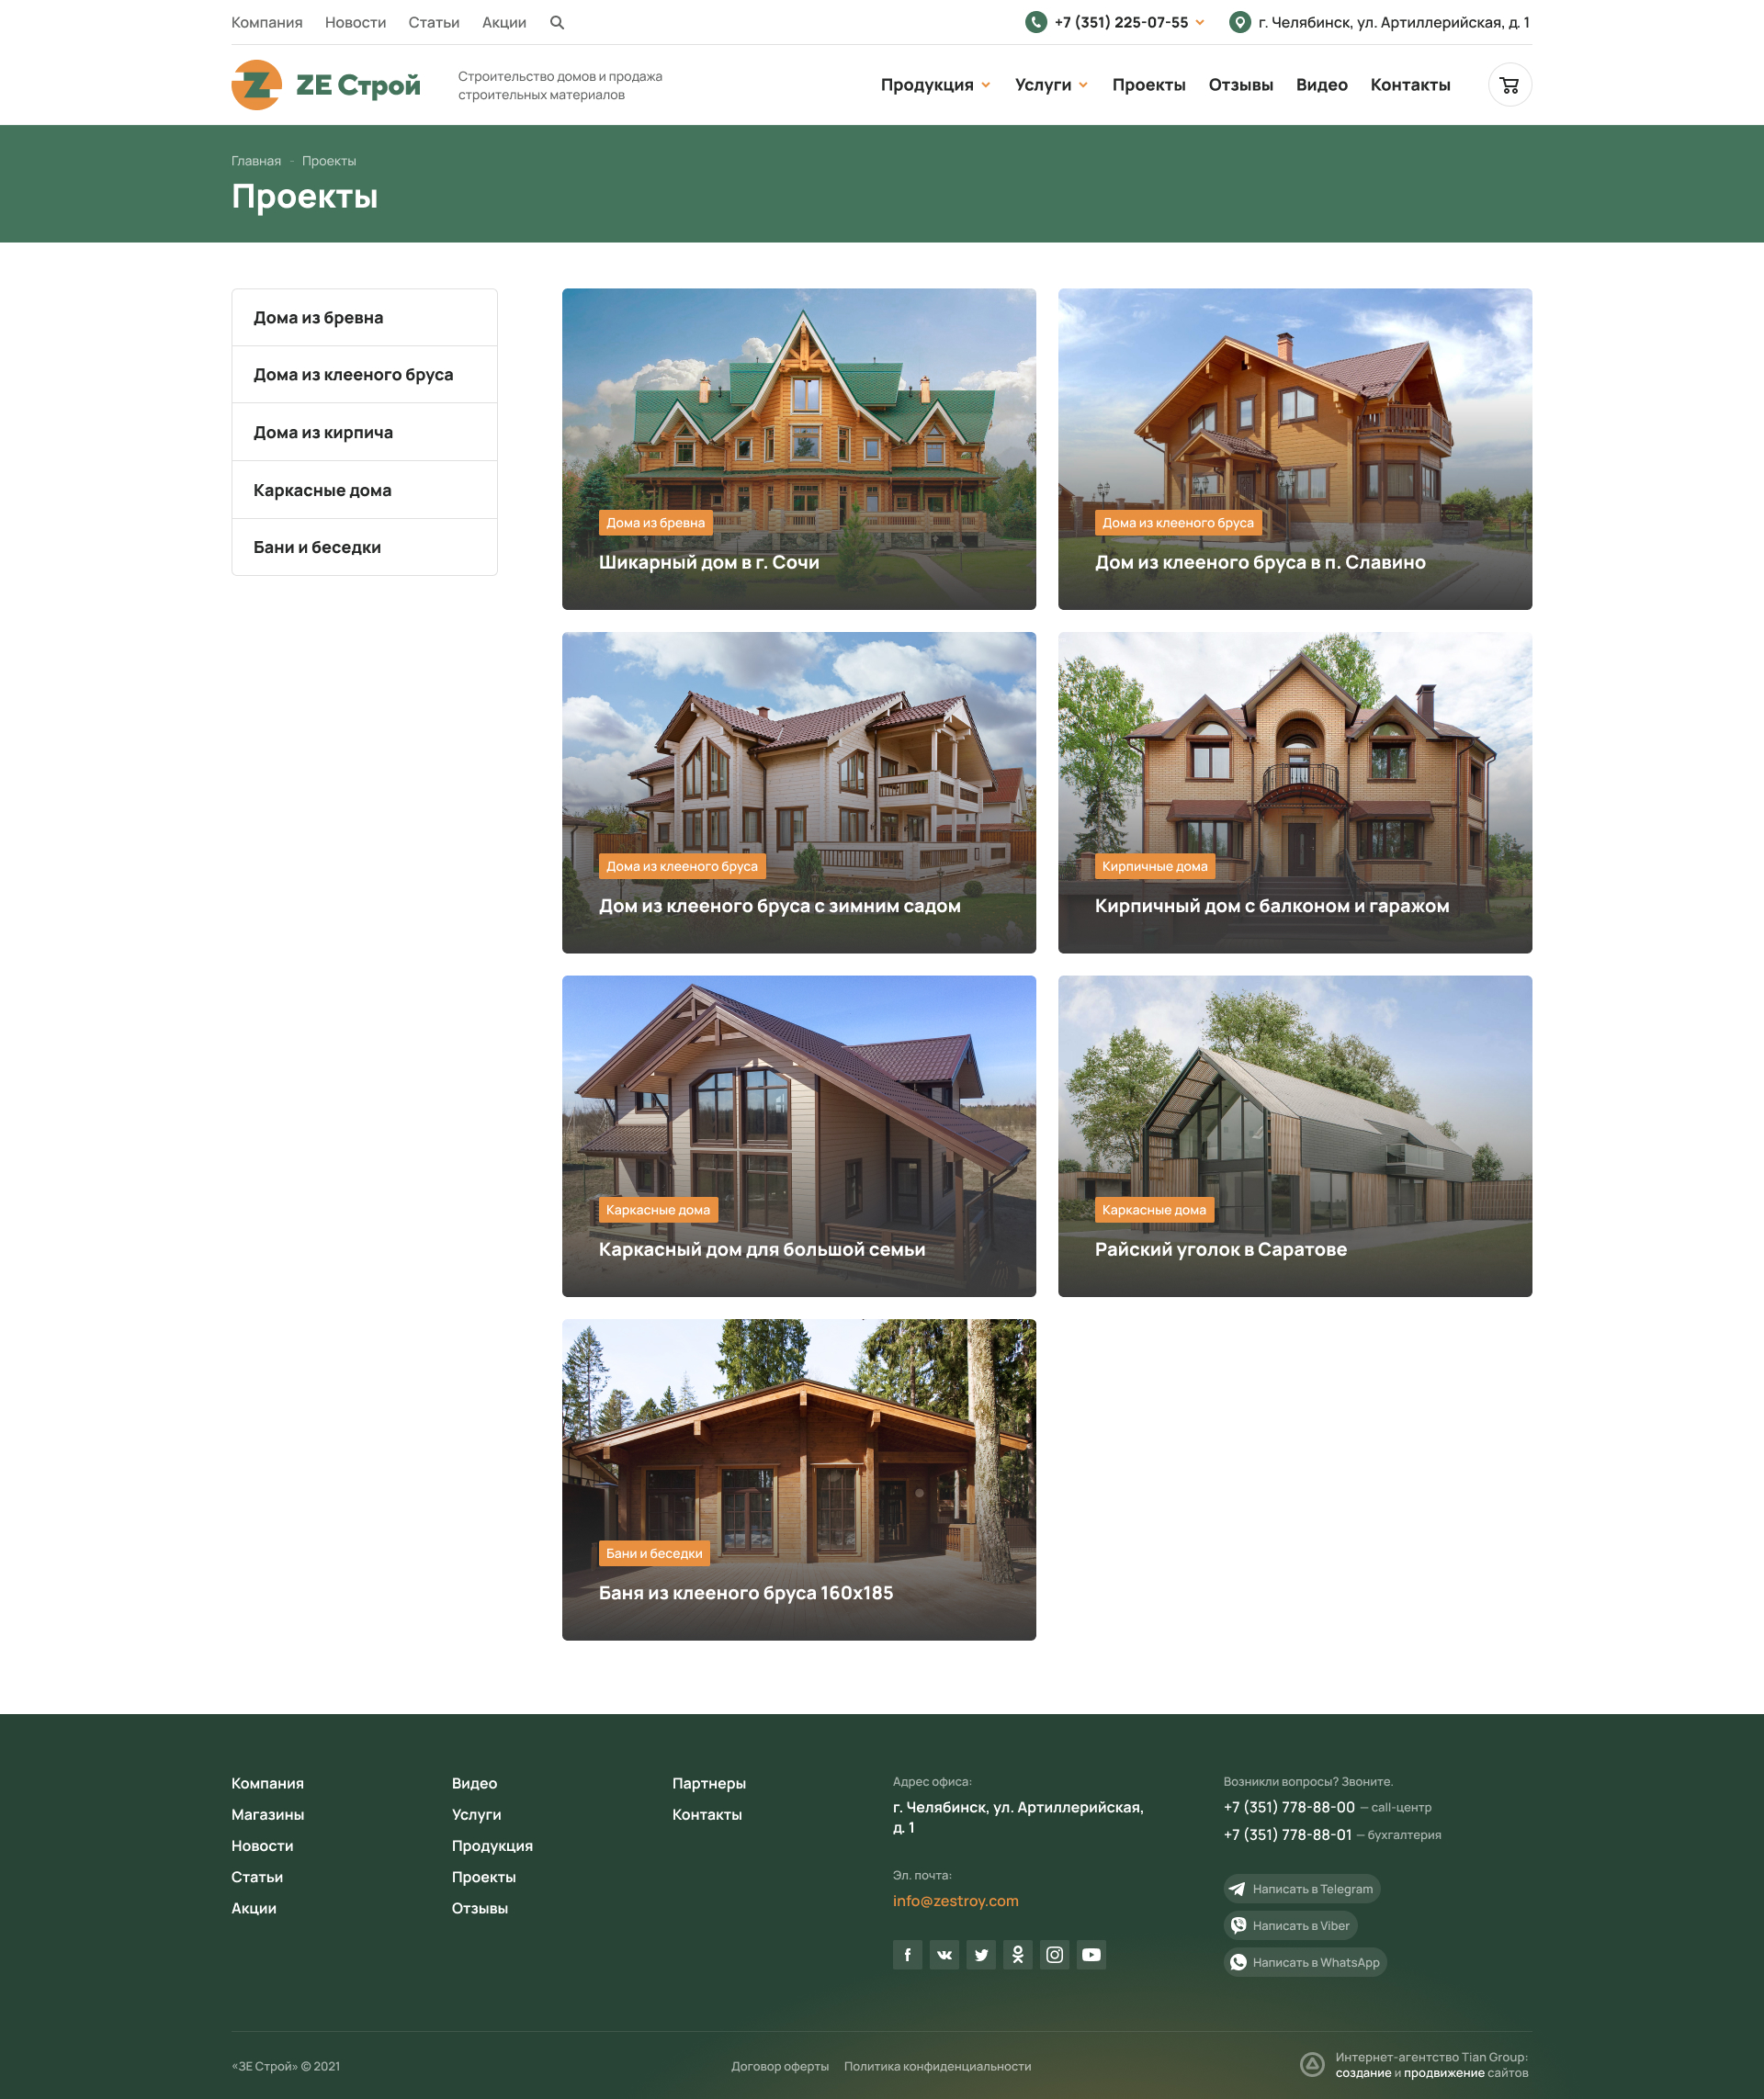 Компания Новости Статьи Акции +7 (351) 225-07-55 г. Челябинск, ул. Артиллерийская, д. 1
ZE Строй
Строительство домов и продажа
строительных материалов
Продукция Услуги Проекты Отзывы Видео Контакты
Главная - Проекты
Проекты
Дома из бревна
Дома из клееного бруса
Дома из кирпича
Каркасные дома
Бани и беседки
Дома из бревна
Шикарный дом в г. Сочи
Дома из клееного бруса
Дом из клееного бруса в п. Славино
Дома из клееного бруса
Дом из клееного бруса с зимним садом
Кирпичные дома
Кирпичный дом с балконом и гаражом
Каркасные дома
Каркасный дом для большой семьи
Каркасные дома
Райский уголок в Саратове
Бани и беседки
Баня из клееного бруса 160х185
Компания
Магазины
Новости
Статьи
Акции
Видео
Услуги
Продукция
Проекты
Отзывы
Партнеры
Контакты
Адрес офиса:
г. Челябинск, ул. Артиллерийская,
д. 1
Эл. почта:
info@zestroy.com
Возникли вопросы? Звоните.
+7 (351) 778-88-00 — call-центр
+7 (351) 778-88-01 — бухгалтерия
Написать в Telegram
Написать в Viber
Написать в WhatsApp
«ЗЕ Строй» © 2021
Договор оферты Политика конфиденциальности
Интернет-агентство Tian Group:
создание и продвижение сайтов